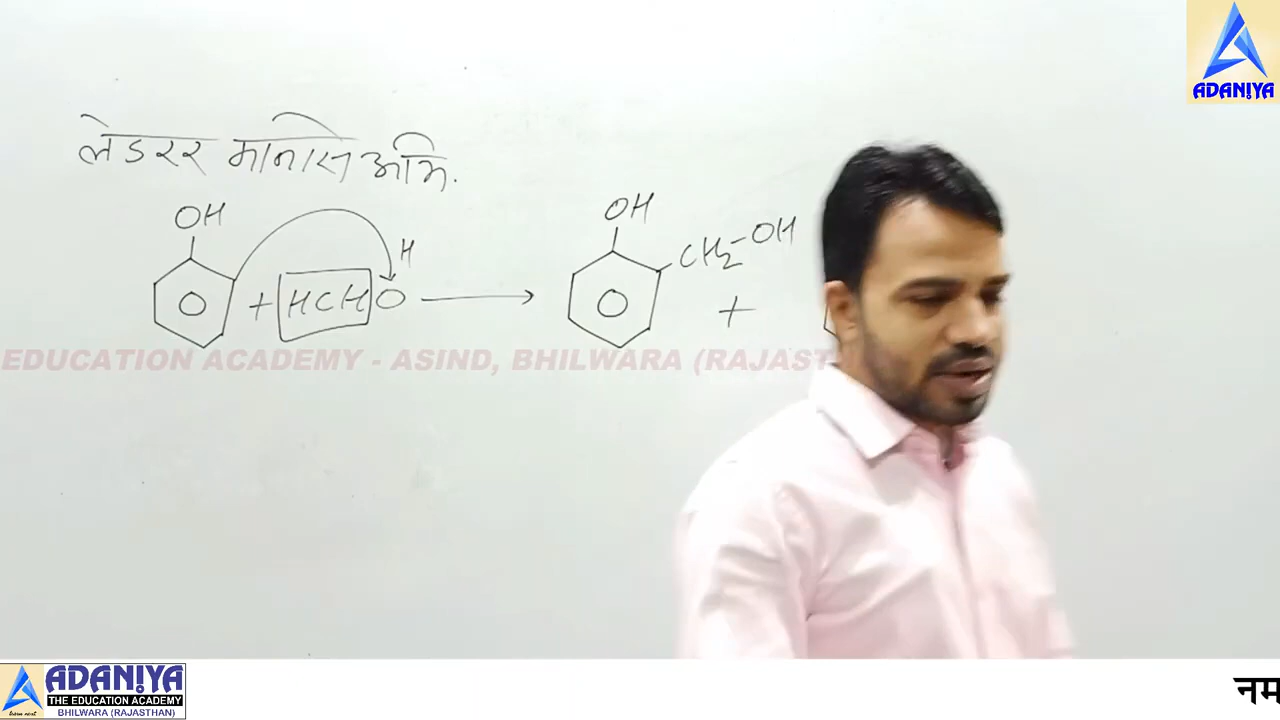 ADANIYA
लेडरर मानासे अभि.
OH
H
+ HCHO
OH
CH2-OH
+
EDUCATION ACADEMY - ASIND, BHILWARA (RAJAST
ADANIYA
THE EDUCATION ACADEMY
BHILWARA (RAJASTHAN)
नम